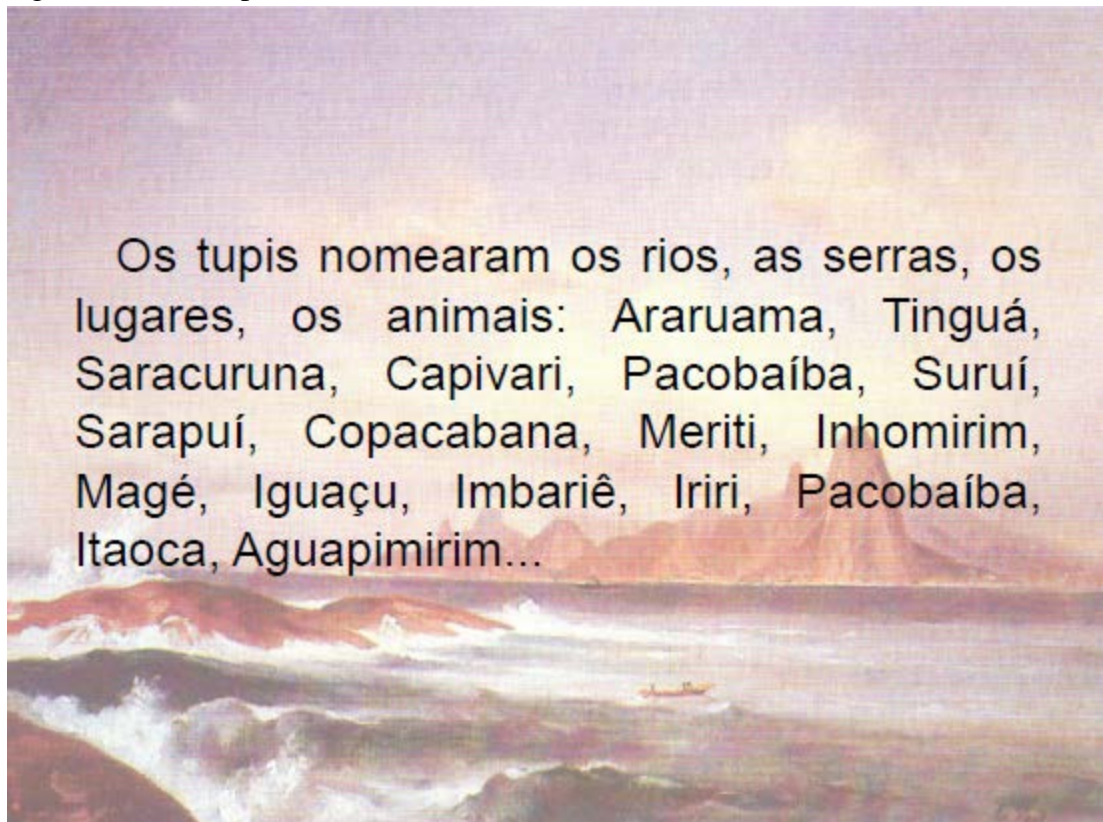 Os tupis nomearam os rios, as serras, os
lugares, os animais: Araruama, Tinguá,
Saracuruna, Capivari, Pacobaíba, Suruí,
Sarapuí, Copacabana, Meriti, Inhomirim,
Magé, Iguaçu, Imbariê, Iriri, Pacobaíba,
Itaoca, Aguapimirim...